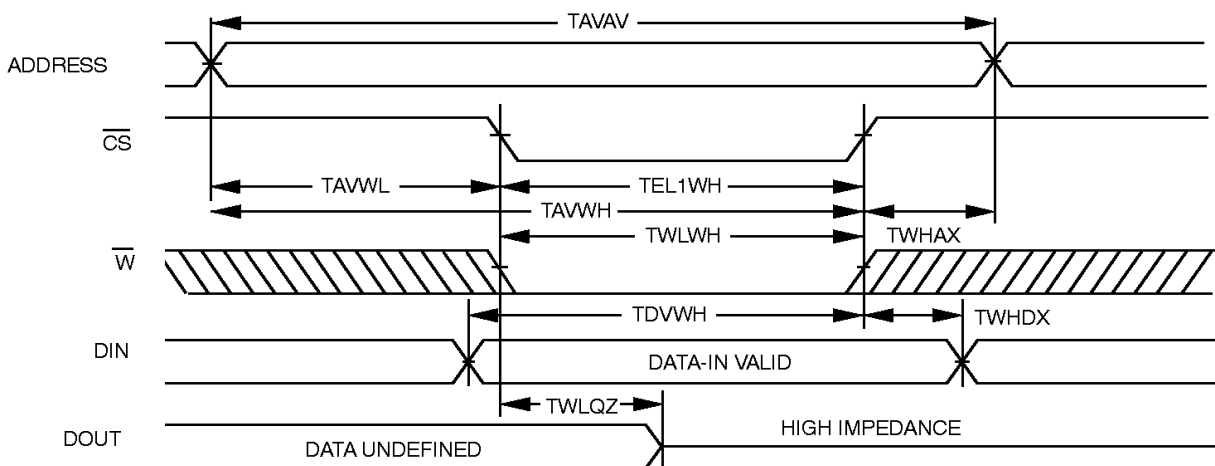 TAVAV
ADDRESS
CS
TAVWL
TEL1WH
TAVWH
TWLWH
TWHAX
W
TDVWH
TWHDX
DIN
DATA-IN VALID
TWLQZ
DOUT
DATA UNDEFINED
HIGH IMPEDANCE